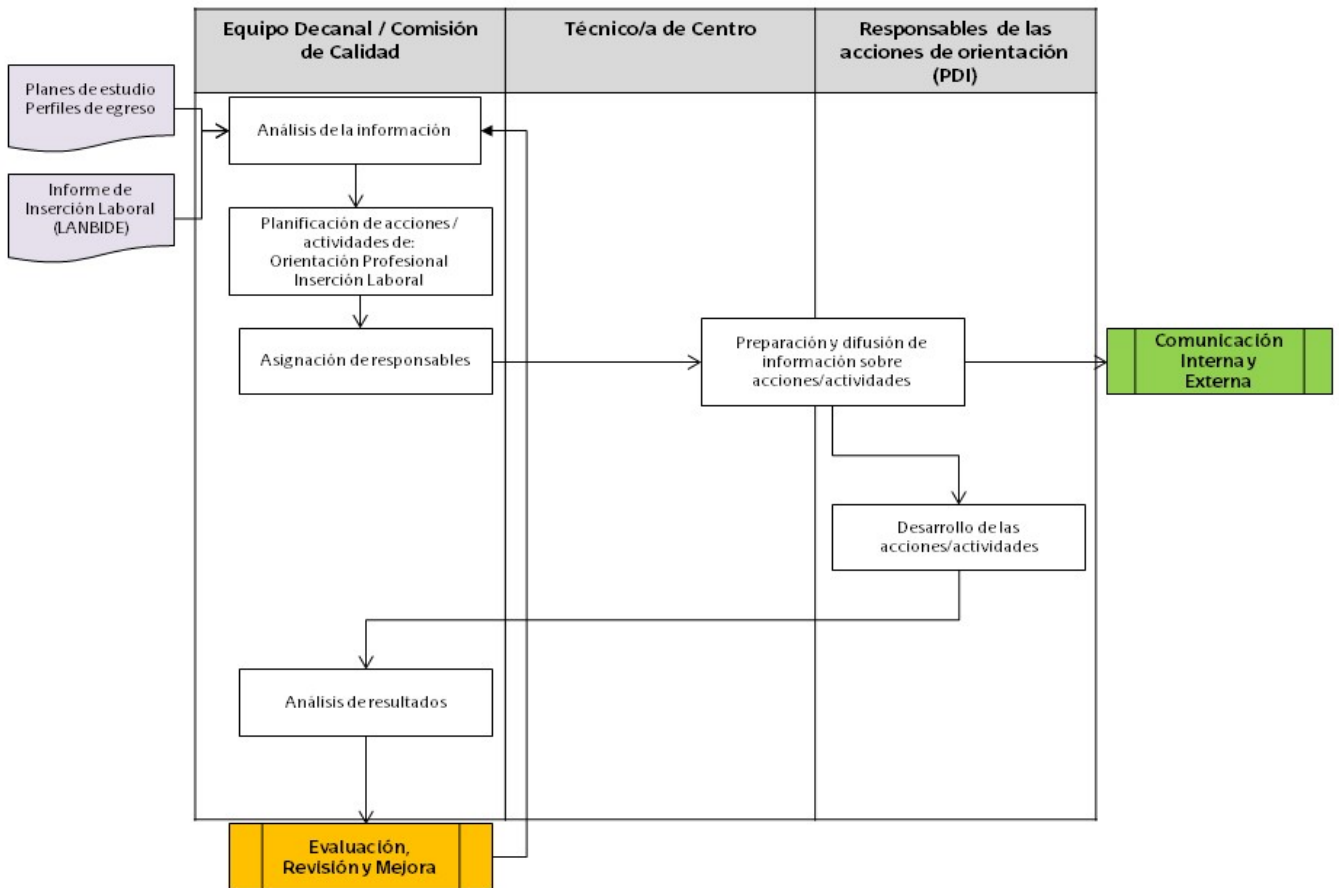 Equipo Decanal / Comisión
de Calidad
Técnico/a de Centro
Responsables de las
acciones de orientación
(PDI)
Planes de estudio
Perfiles de egreso
Informe de
Inserción Laboral
(LANBIDE)
Análisis de la información
Planificación de acciones /
actividades de:
Orientación Profesional
Inserción Laboral
Asignación de responsables
Preparación y difusión de
información sobre
acciones/actividades
Comunicación
Interna y
Externa
Desarrollo de las
acciones/actividades
Análisis de resultados
Evaluación,
Revisión y Mejora